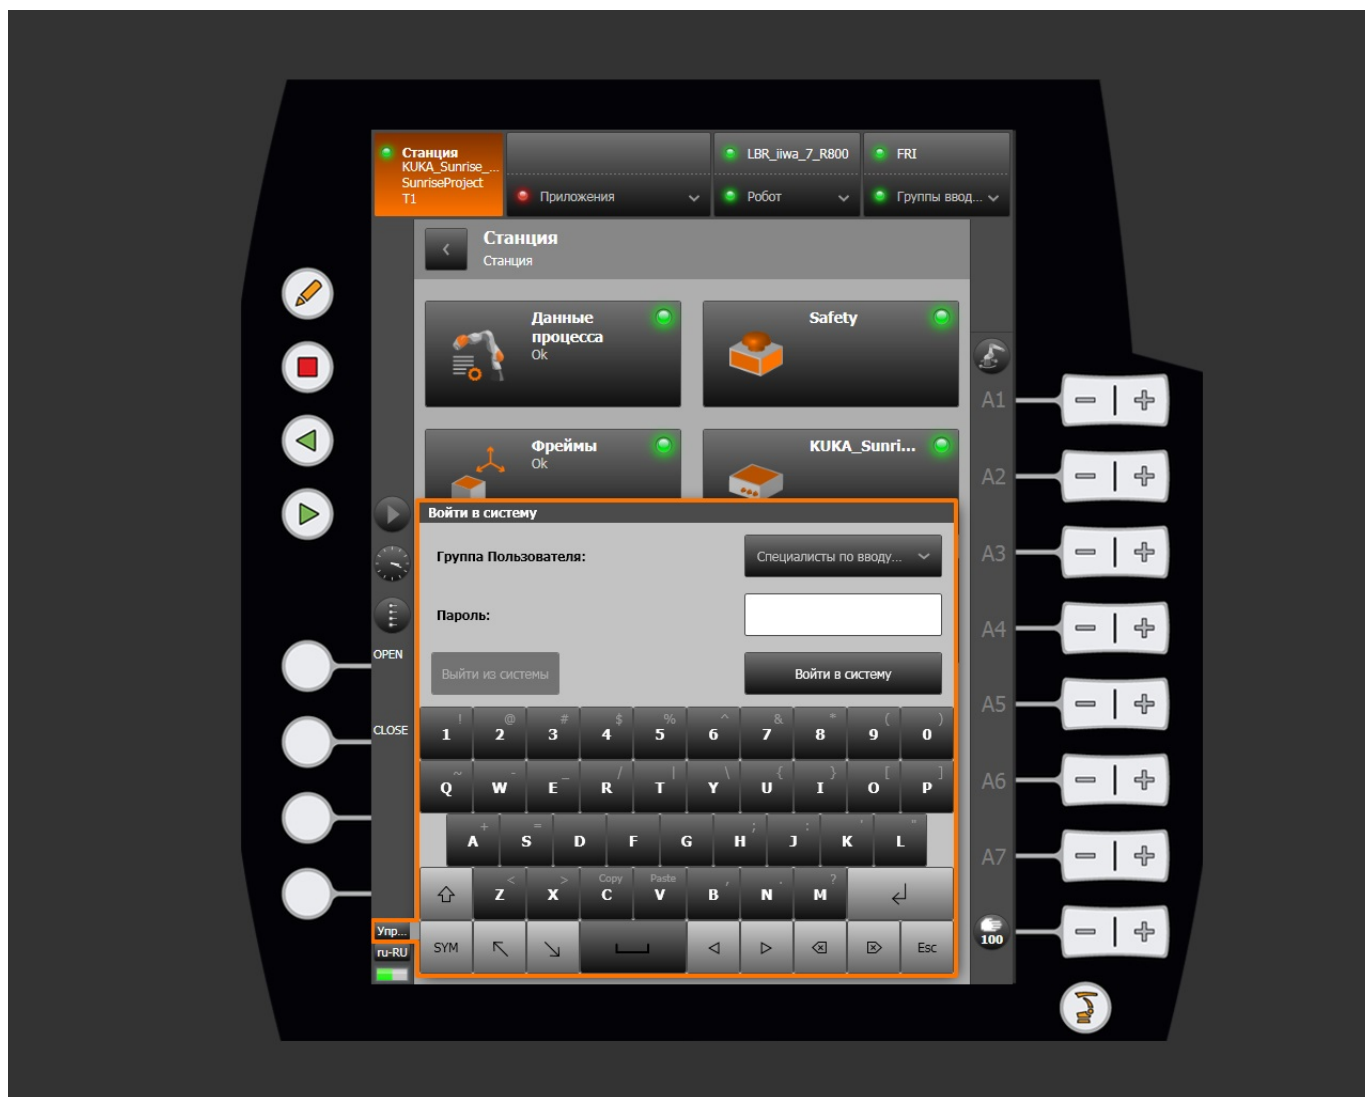 Станция
KUKA_Sunrise_...
SunriseProject
T1
Приложения
LBR_iiwa_7_R800
Робот
FRI
Группы ввод...
Станция
Станция
Данные
процесса
Ok
Safety
Фреймы
Ok
KUKA_Sunri...
Войти в систему
Группа Пользователя:
Специалисты по вводу...
Пароль:
Выйти из системы
Войти в систему
! @ # $ % ^ & * ( )
1 2 3 4 5 6 7 8 9 0
~ - _ / | \ { } [ ]
Q W E R T Y U I O P
+ = ; : ' "
A S D F G H J K L
< > Copy Paste , . ?
Z X C V B N M
SYM
Esc
OPEN
CLOSE
Упр...
ru-RU
A1
A2
A3
A4
A5
A6
A7
100